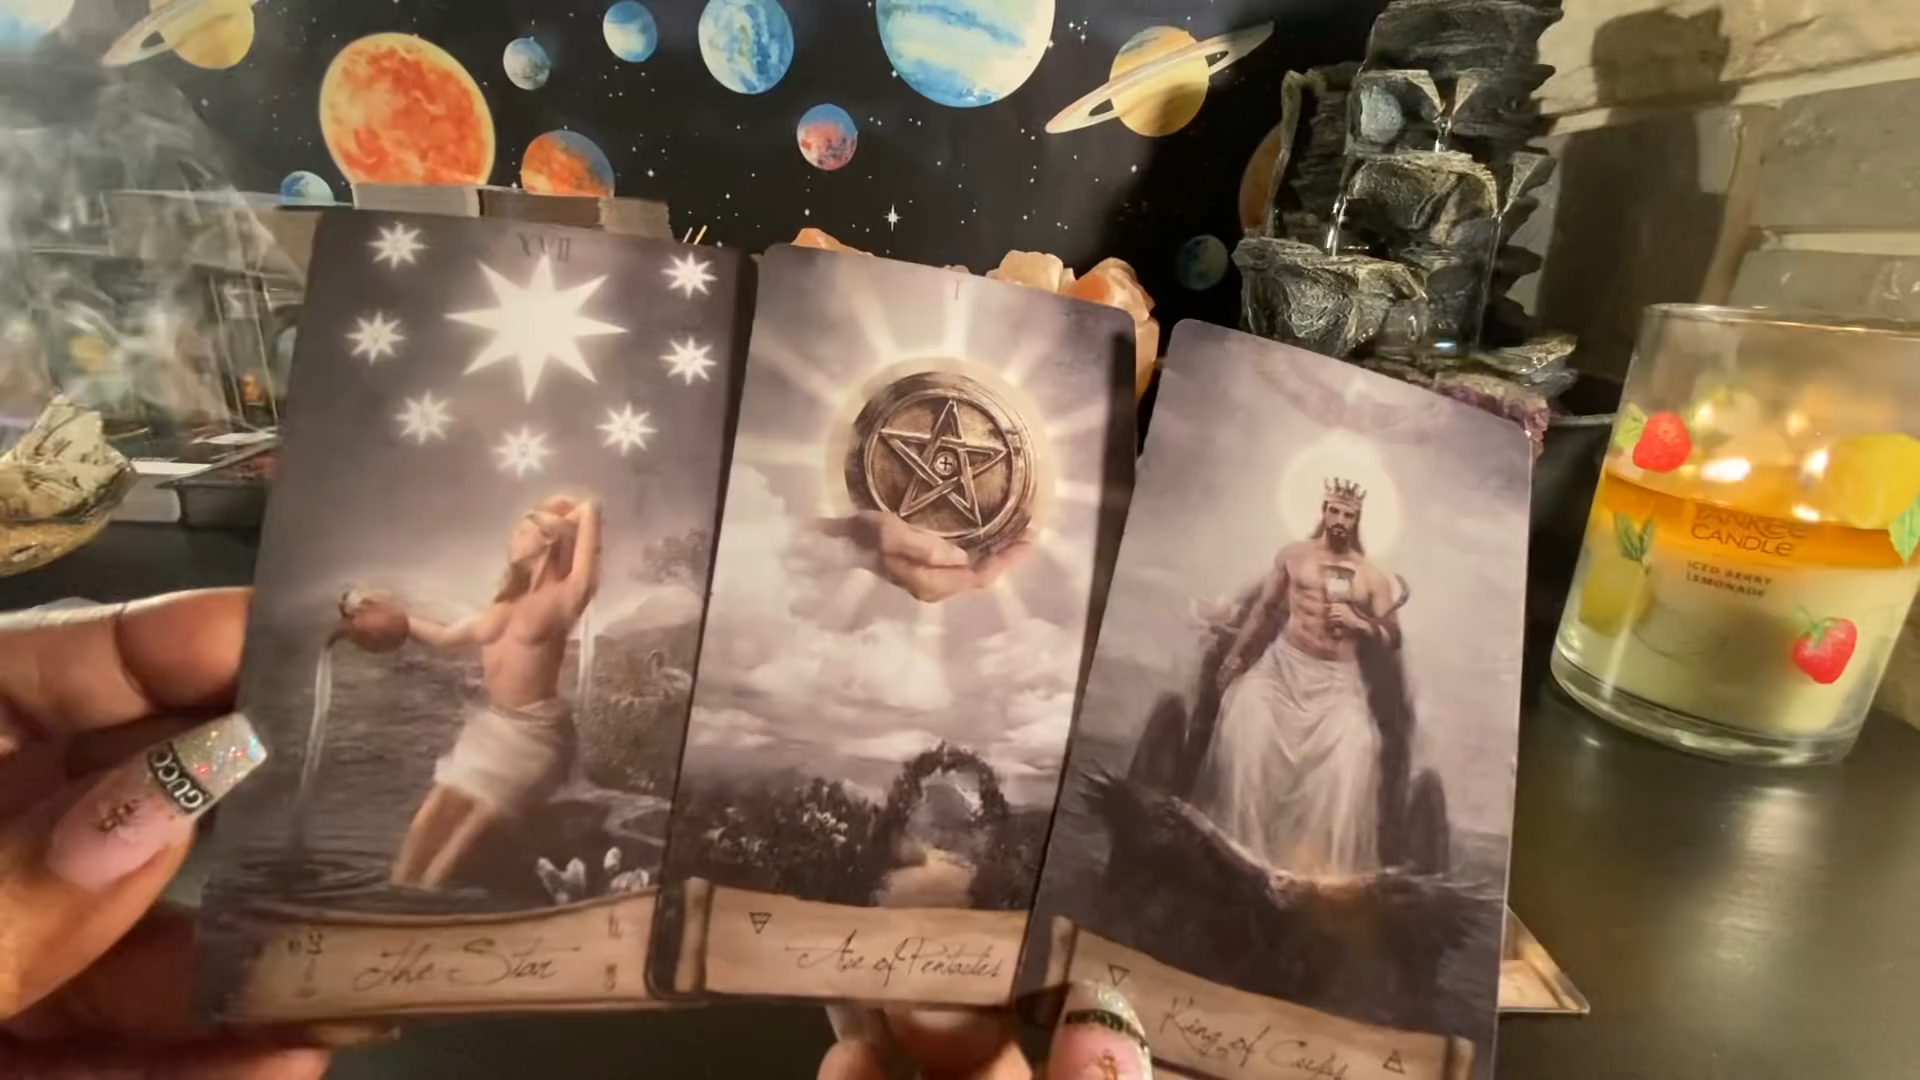 XVII
I
The Star
Ace of Pentacles
King of Cups
GUCCI
YANKEE
CANDLE
ICED BERRY
LEMONADE